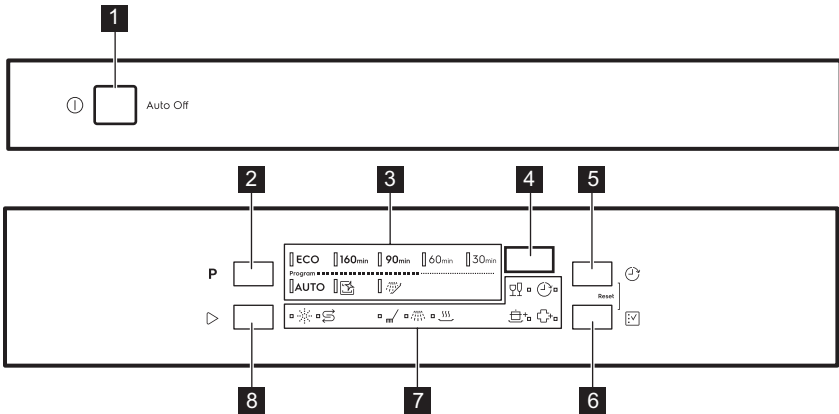 1
Auto Off
2 3 4 5
ECO 160min 90min 60min 30min
P
Program
AUTO
Reset
8 7 6